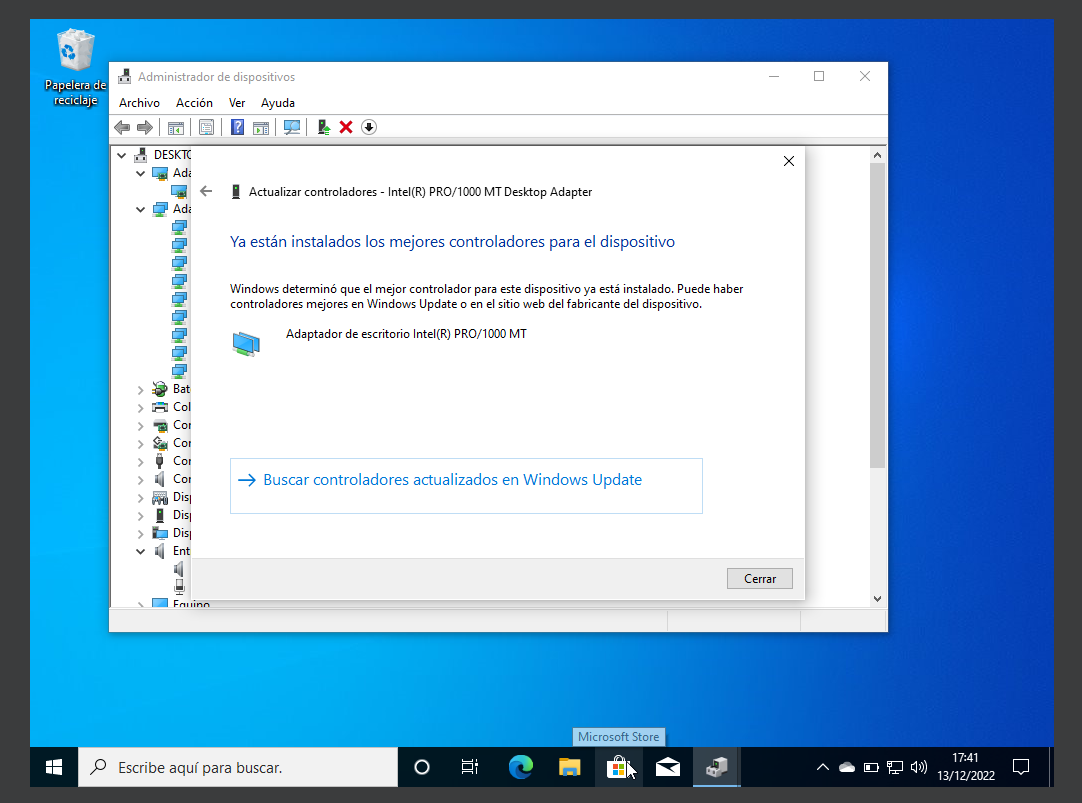 Papelera de
reciclaje
Administrador de dispositivos
Archivo Acción Ver Ayuda
DESKTO
Ada
Ada
Bat
Col
Cor
Cor
Cor
Cor
Disp
Disp
Disp
Ent
Equipo
Actualizar controladores - Intel(R) PRO/1000 MT Desktop Adapter
Ya están instalados los mejores controladores para el dispositivo
Windows determinó que el mejor controlador para este dispositivo ya está instalado. Puede haber
controladores mejores en Windows Update o en el sitio web del fabricante del dispositivo.
Adaptador de escritorio Intel(R) PRO/1000 MT
Buscar controladores actualizados en Windows Update
Cerrar
Microsoft Store
Escribe aquí para buscar.
17:41
13/12/2022